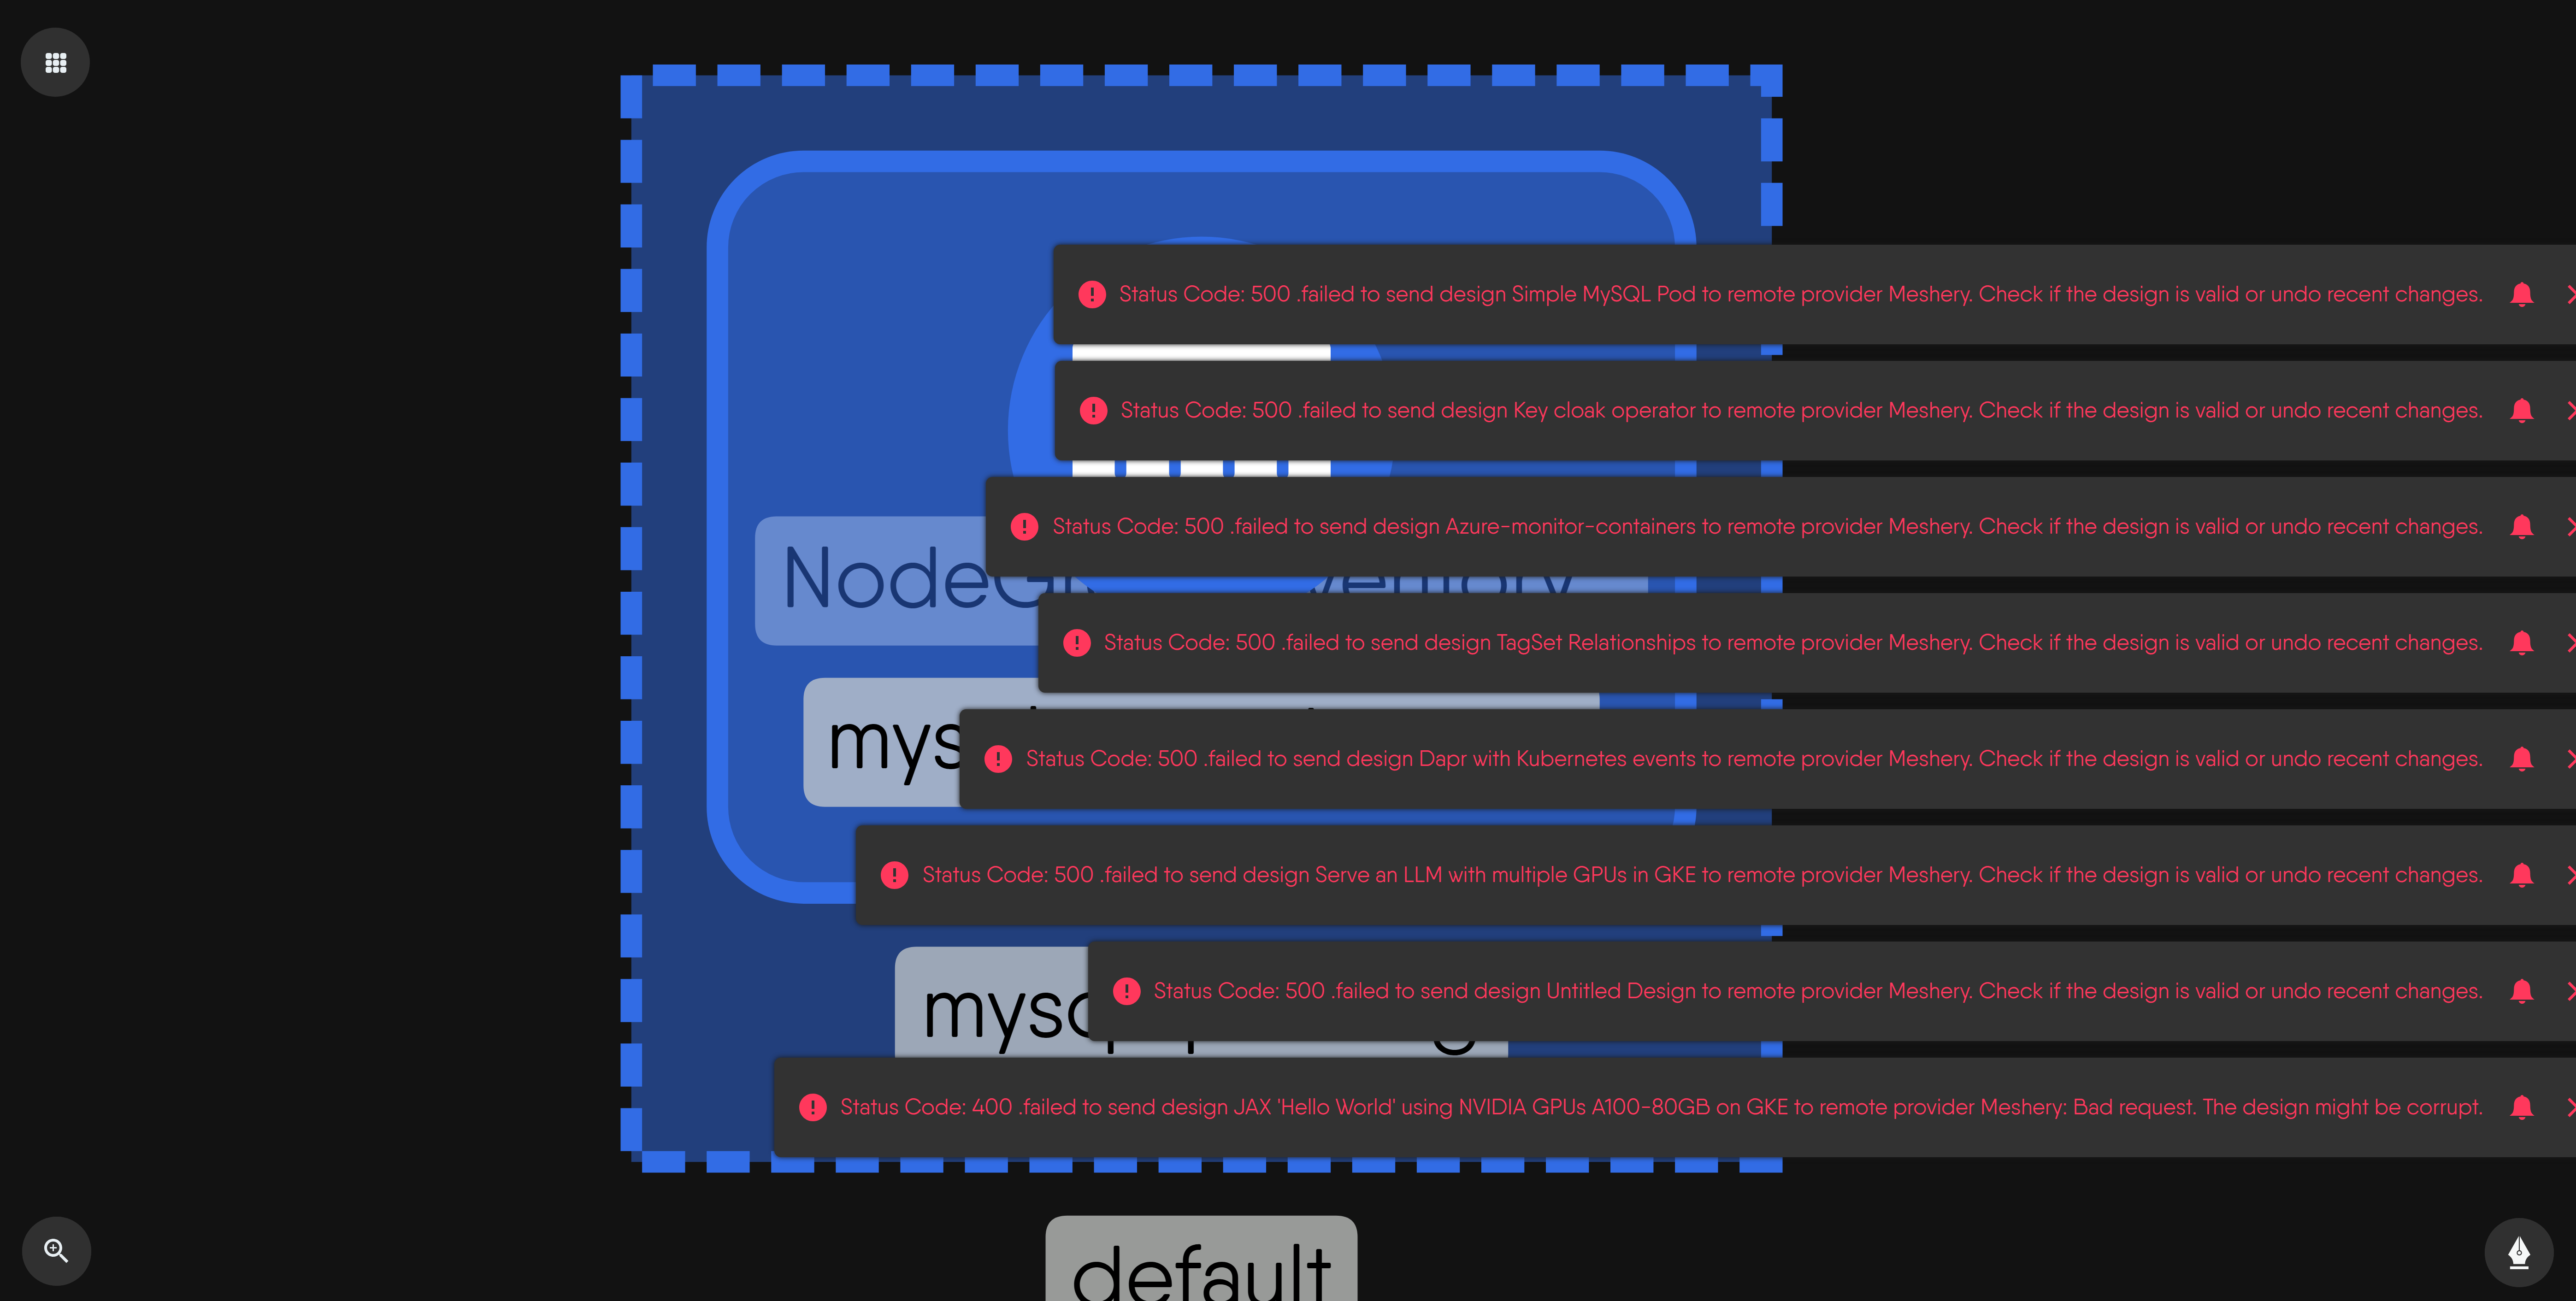 Status Code: 500 .failed to send design Simple MySQL Pod to remote provider Meshery. Check if the design is valid or undo recent changes.
Status Code: 500 .failed to send design Key cloak operator to remote provider Meshery. Check if the design is valid or undo recent changes.
Status Code: 500 .failed to send design Azure-monitor-containers to remote provider Meshery. Check if the design is valid or undo recent changes.
Status Code: 500 .failed to send design TagSet Relationships to remote provider Meshery. Check if the design is valid or undo recent changes.
Status Code: 500 .failed to send design Dapr with Kubernetes events to remote provider Meshery. Check if the design is valid or undo recent changes.
Status Code: 500 .failed to send design Serve an LLM with multiple GPUs in GKE to remote provider Meshery. Check if the design is valid or undo recent changes.
Status Code: 500 .failed to send design Untitled Design to remote provider Meshery. Check if the design is valid or undo recent changes.
Status Code: 400 .failed to send design JAX 'Hello World' using NVIDIA GPUs A100-80GB on GKE to remote provider Meshery: Bad request. The design might be corrupt.
default